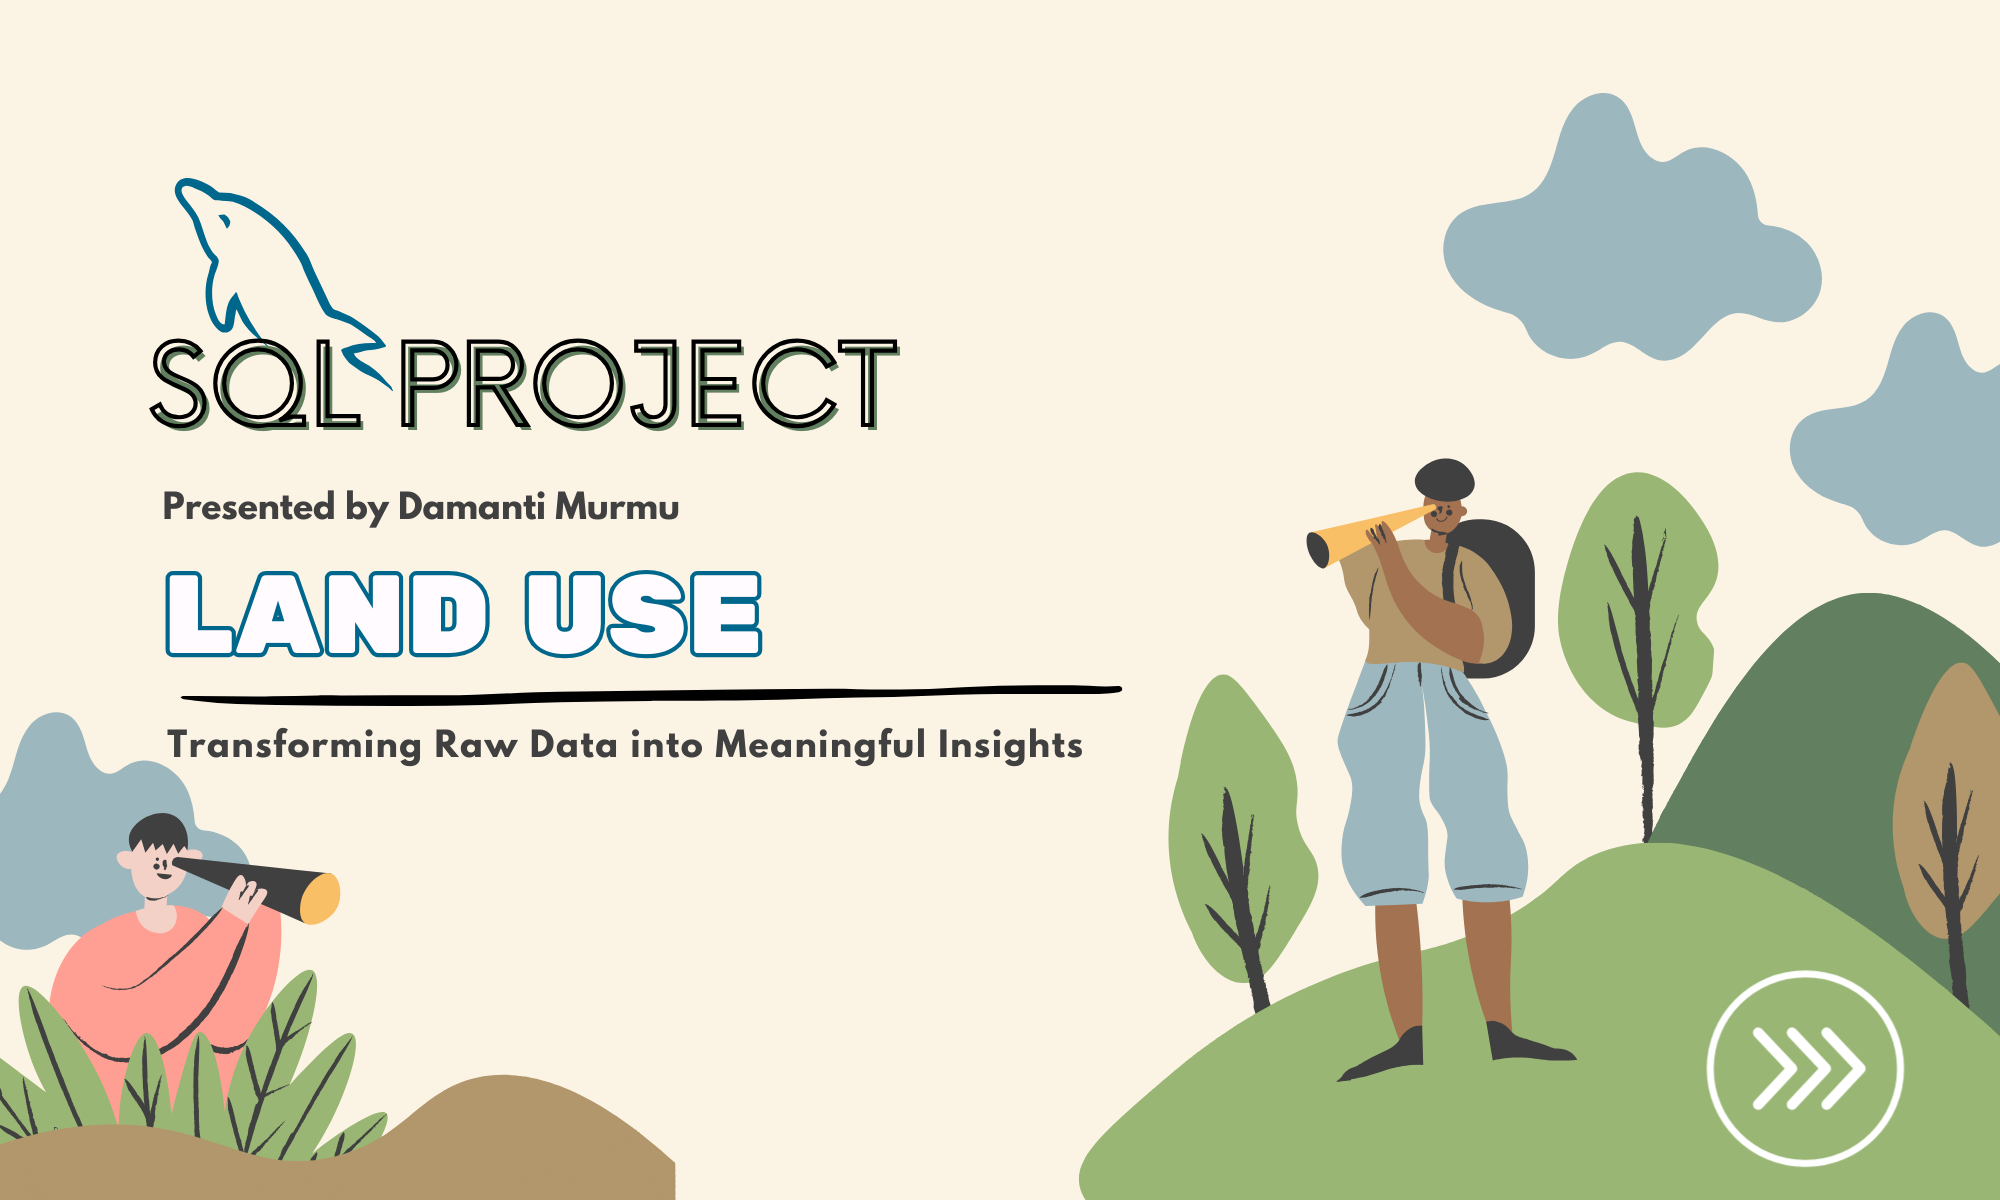 SQL PROJECT
Presented by Damanti Murmu
LAND USE
Transforming Raw Data into Meaningful Insights